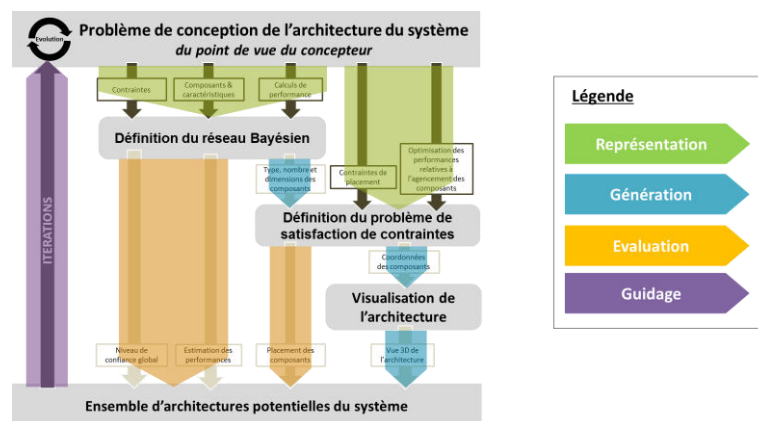 Problème de conception de l'architecture du système
du point de vue du concepteur
Evolution
Contraintes
Composants &
caractéristiques
Calculs de
performance
Définition du réseau Bayésien
Type, nombre et
dimensions des
composants
Contraintes
de placement
Optimisation des
performances
relatives à
l'agencement des
composants
Définition du problème de
satisfaction de contraintes
Coordonnées
des composants
Visualisation de
l'architecture
Niveau de
confiance global
Estimation des
performances
Placement des
composants
Vue 3D de
l'architecture
Ensemble d'architectures potentielles du système
ITERATIONS
Légende
Représentation
Génération
Evaluation
Guidage